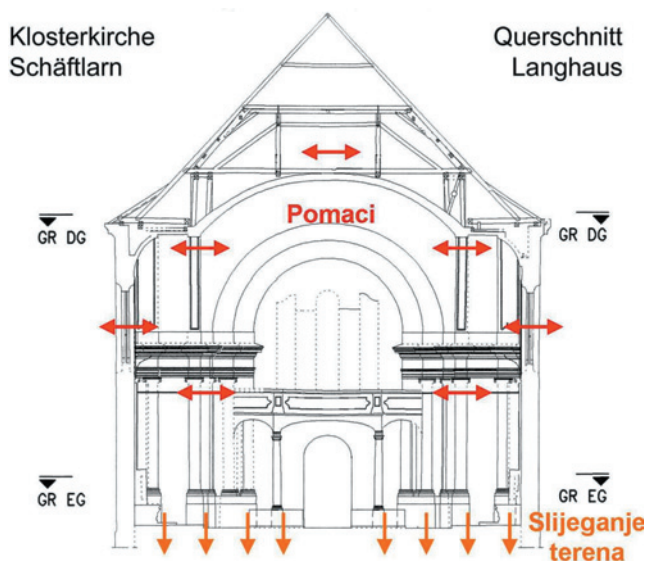 Klosterkirche
Schäftlarn
Querschnitt
Langhaus
Pomaci
GR DG
GR DG
GR EG
GR EG
Slijeganje
terena